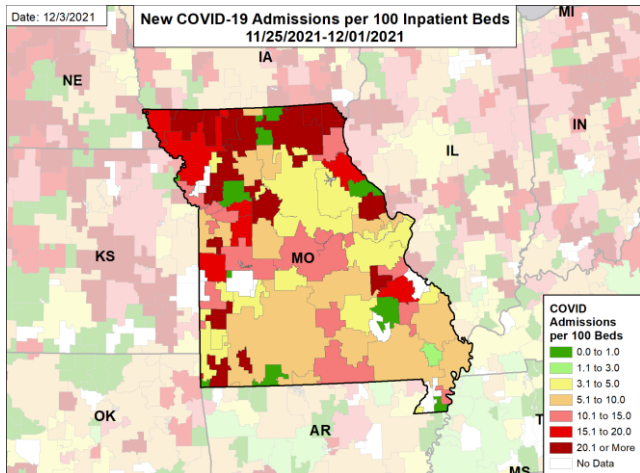 Date: 12/3/2021
New COVID-19 Admissions per 100 Inpatient Beds
11/25/2021-12/01/2021
MI
IA
NE
IN
IL
KS
MO
COVID
Admissions
per 100 Beds
0.0 to 1.0
1.1 to 3.0
3.1 to 5.0
5.1 to 10.0
10.1 to 15.0
15.1 to 20.0
20.1 or More
No Data
OK
AR
T
MS